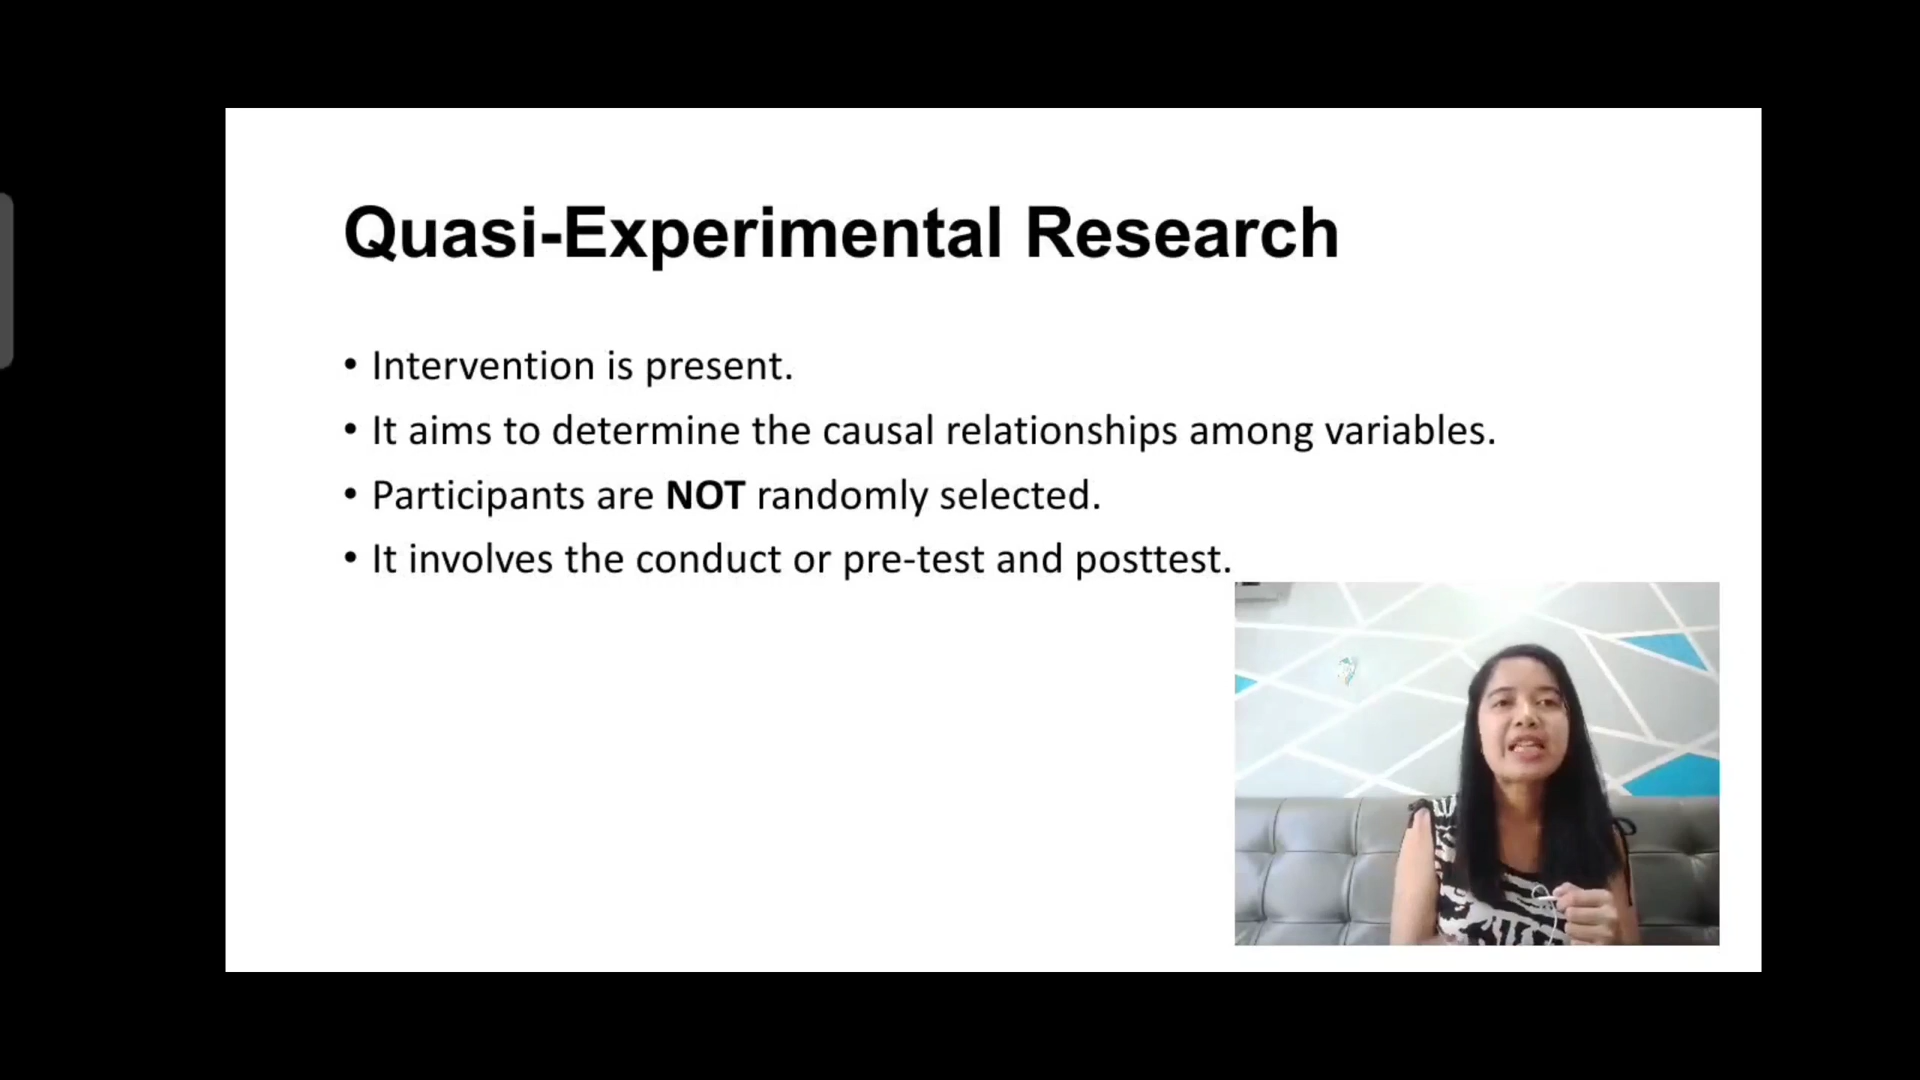 Quasi-Experimental Research
• Intervention is present.
• It aims to determine the causal relationships among variables.
• Participants are NOT randomly selected.
• It involves the conduct or pre-test and posttest.